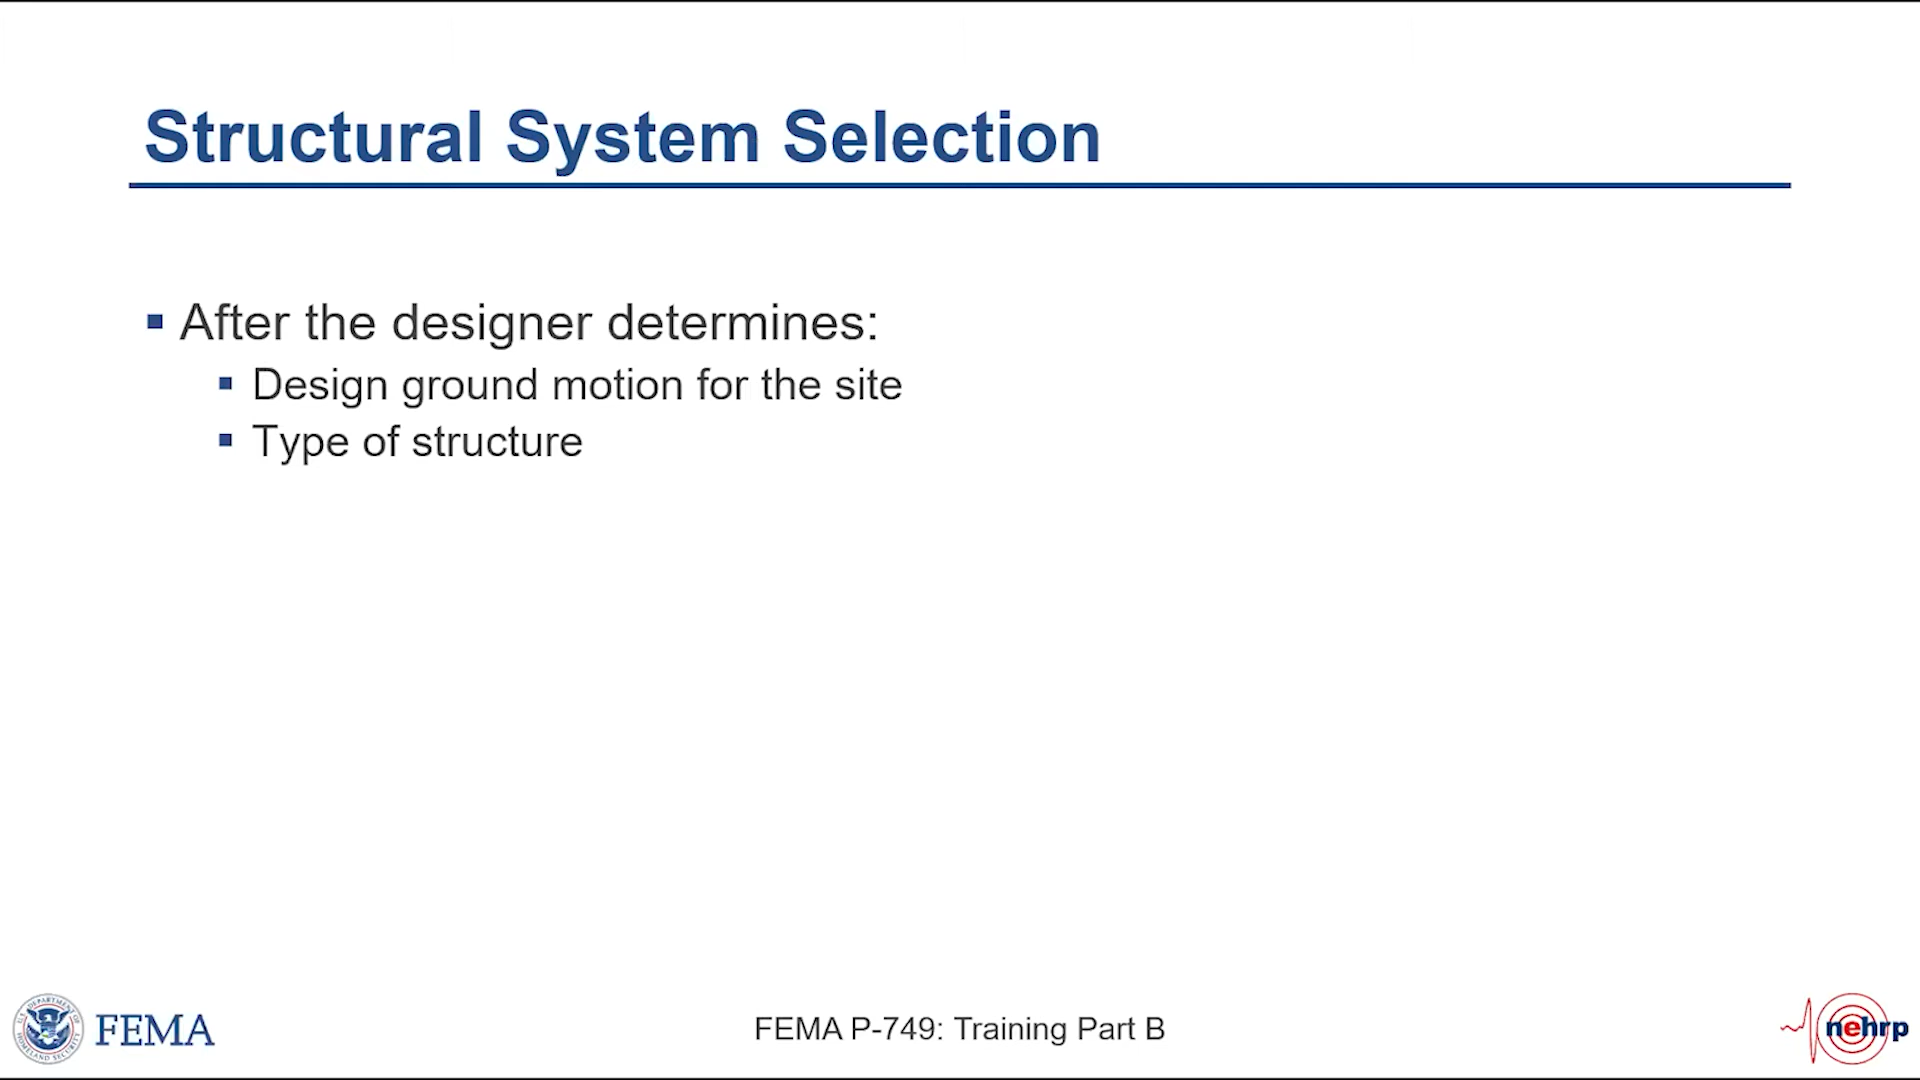 Structural System Selection
After the designer determines:
Design ground motion for the site
Type of structure
FEMA
FEMA P-749: Training Part B
nehrp